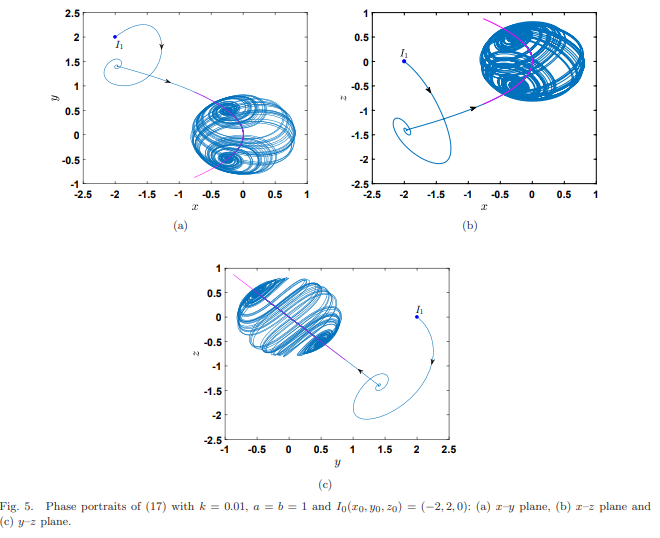 2.5
2
1.5
1
0.5
0
-0.5
-1
y
I1
-2.5 -2 -1.5 -1 -0.5 0 0.5 1
x
(a)
1
0.5
0
-0.5
-1
-1.5
-2
-2.5
z
I1
-2.5 -2 -1.5 -1 -0.5 0 0.5 1
x
(b)
1
0.5
0
-0.5
-1
-1.5
-2
-2.5
z
I1
-1 -0.5 0 0.5 1 1.5 2 2.5
y
(c)
Fig. 5. Phase portraits of (17) with k = 0.01, a = b = 1 and I0(x0, y0, z0) = (−2, 2, 0): (a) x–y plane, (b) x–z plane and
(c) y–z plane.